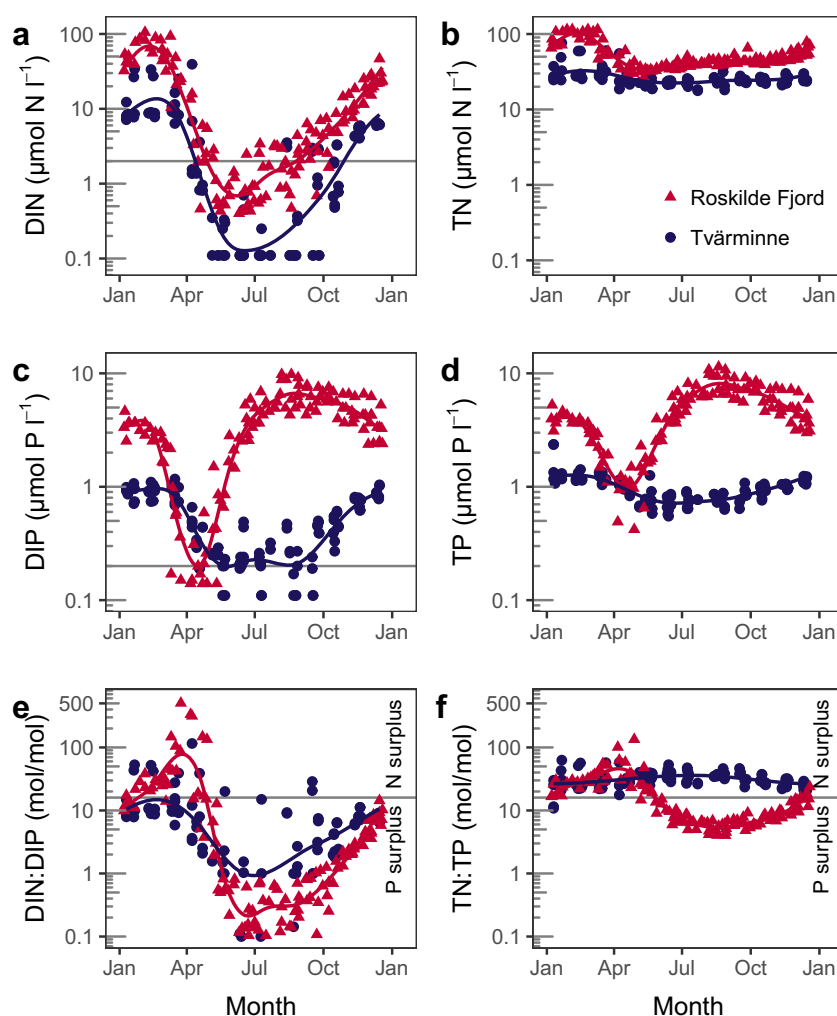 a
DIN (μmol N l⁻¹)
100
10
1
0.1
Jan Apr Jul Oct Jan
b
TN (μmol N l⁻¹)
100
10
1
0.1
Roskilde Fjord
Tvärminne
Jan Apr Jul Oct Jan
c
DIP (μmol P l⁻¹)
10
1
0.1
Jan Apr Jul Oct Jan
d
TP (μmol P l⁻¹)
10
1
0.1
Jan Apr Jul Oct Jan
e
DIN:DIP (mol/mol)
500
100
10
1
0.1
N surplus
P surplus
Jan Apr Jul Oct Jan
Month
f
TN:TP (mol/mol)
500
100
10
1
0.1
N surplus
P surplus
Jan Apr Jul Oct Jan
Month